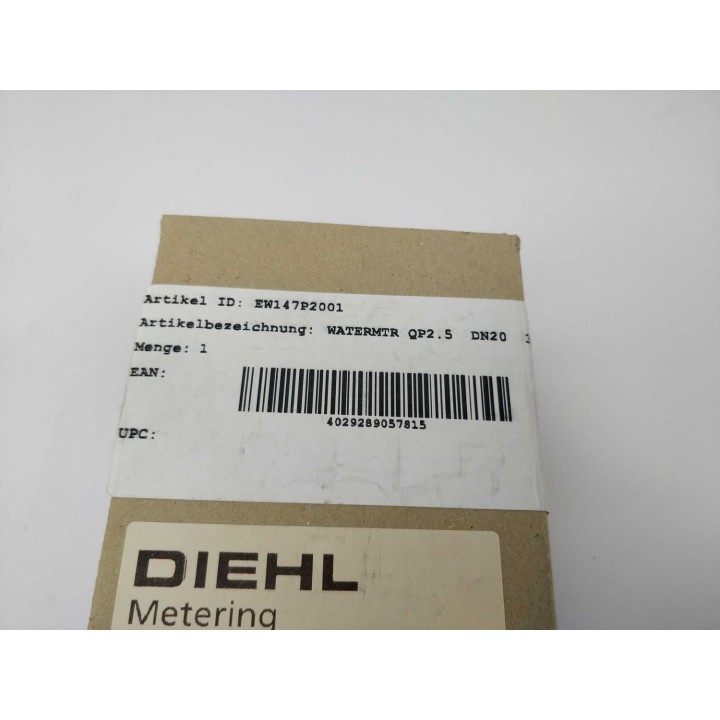 Artikel ID: EW147P2001
Artikelbezeichnung: WATERMTR QP2.5 DN20
Menge: 1
EAN:
4029289057815
UPC:
DIEHL
Metering